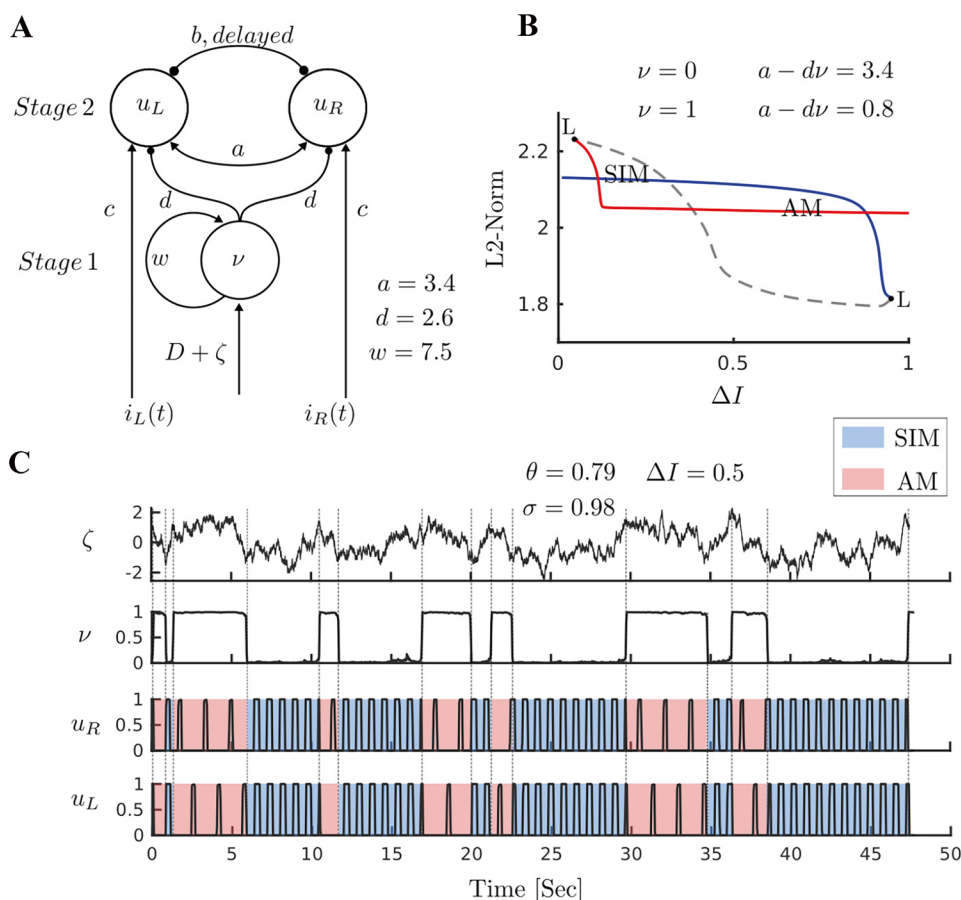 A
b, delayed
Stage 2
u_L
u_R
a
d
d
c
c
Stage 1
w
ν
a = 3.4
d = 2.6
w = 7.5
D + ζ
i_L(t)
i_R(t)
B
ν = 0 a − dν = 3.4
ν = 1 a − dν = 0.8
L2-Norm
2.2
2
1.8
L
SIM
AM
L
0
0.5
1
ΔI
SIM
AM
C
θ = 0.79 ΔI = 0.5
σ = 0.98
ζ
2
0
-2
ν
1
0.5
0
u_R
1
0.5
0
u_L
1
0.5
0
0 5 10 15 20 25 30 35 40 45 50
Time [Sec]